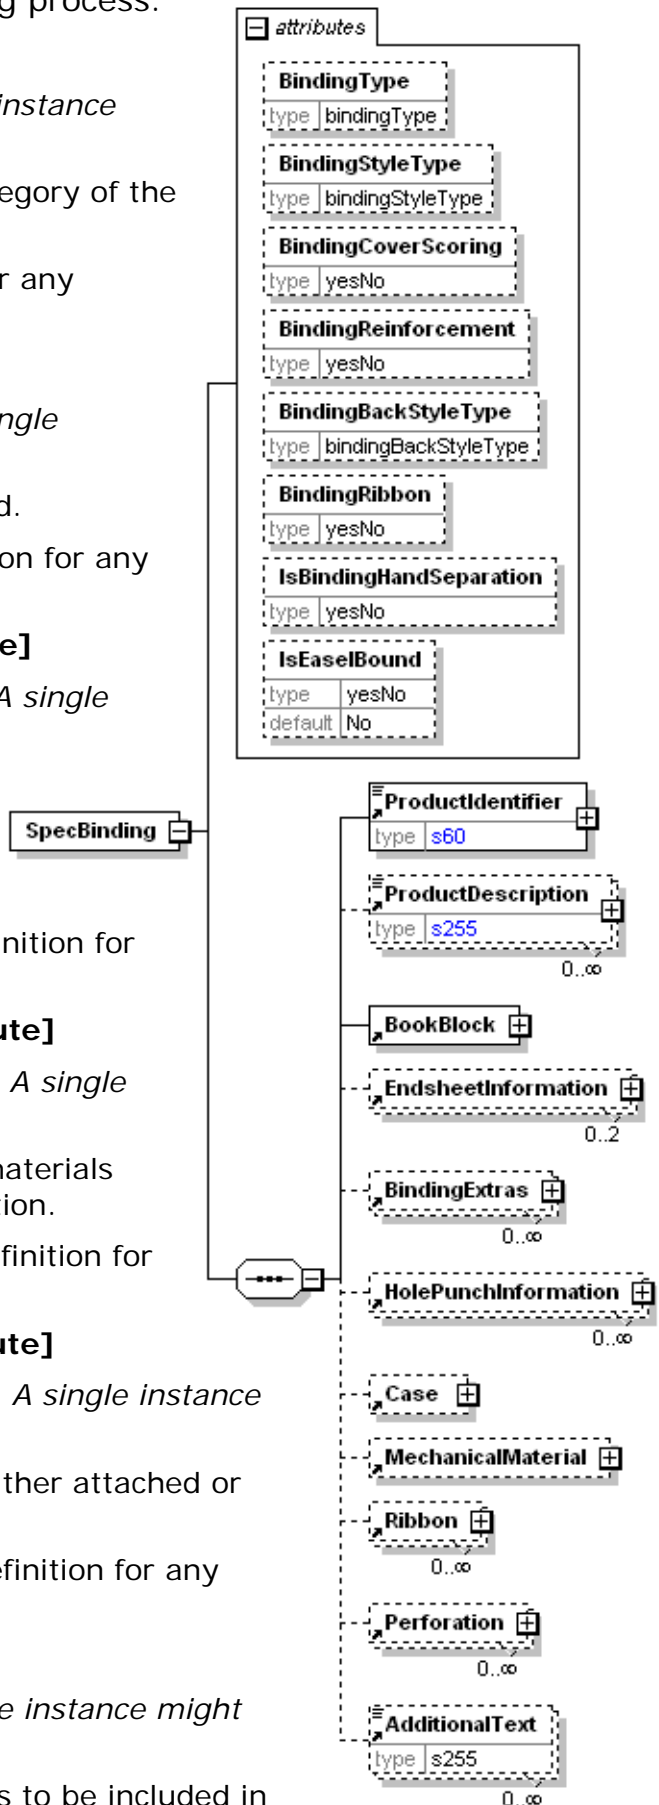 g process.
instance
egory of the
r any
ngle
d.
on for any
e]
A single
nition for
ute]
A single
naterials
tion.
finition for
ute]
A single instance
ther attached or
efinition for any
e instance might
s to be included in
attributes
BindingType
type bindingType
BindingStyleType
type bindingStyleType
BindingCoverScoring
type yesNo
BindingReinforcement
type yesNo
BindingBackStyleType
type bindingBackStyleType
BindingRibbon
type yesNo
IsBindingHandSeparation
type yesNo
IsEaselBound
type yesNo
default No
SpecBinding
ProductIdentifier
type s60
ProductDescription
type s255
0..∞
BookBlock
EndsheetInformation
0..2
BindingExtras
0..∞
HolePunchInformation
0..∞
Case
MechanicalMaterial
Ribbon
0..∞
Perforation
0..∞
AdditionalText
type s255
0..∞